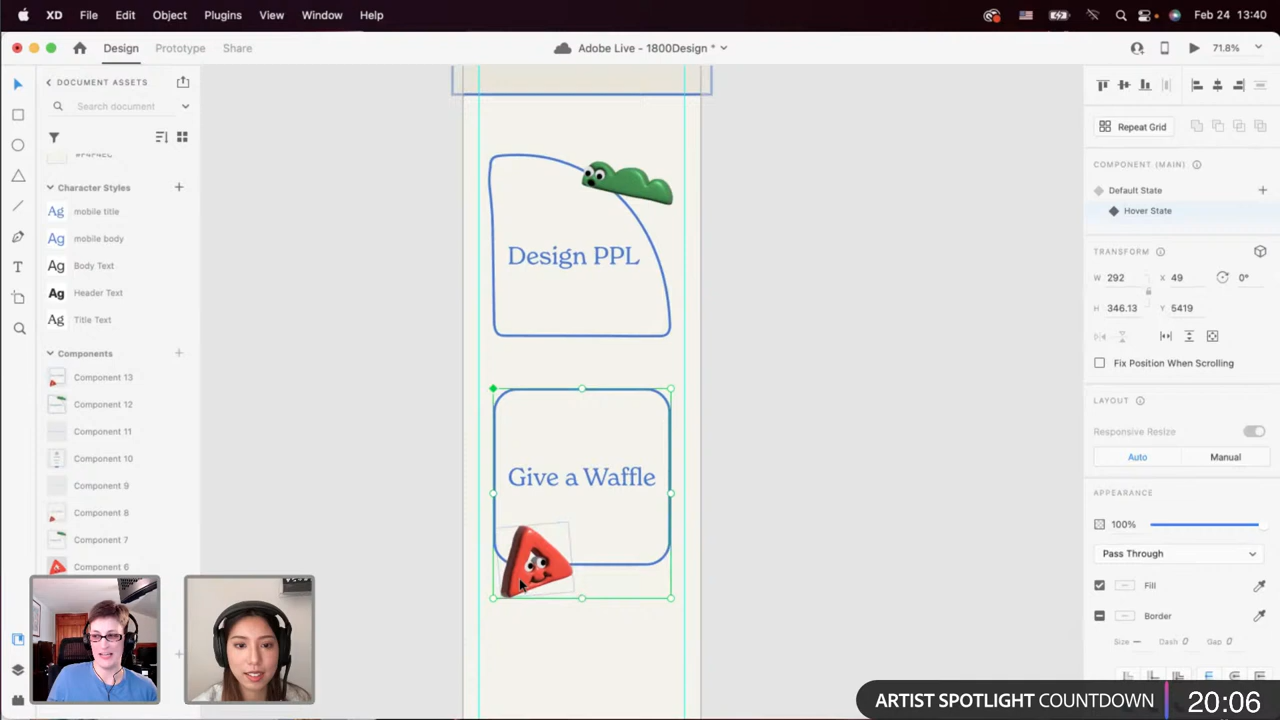 XD File Edit Object Plugins View Window Help Feb 24 13:40
Design Prototype Share Adobe Live - 1800Design * 71.8%
DOCUMENT ASSETS
Search document
#F4F4EC
Character Styles
Ag mobile title
Ag mobile body
Ag Body Text
Ag Header Text
Ag Title Text
Components
Component 13
Component 12
Component 11
Component 10
Component 9
Component 8
Component 7
Component 6
Design PPL
Give a Waffle
Repeat Grid
COMPONENT (MAIN)
Default State
Hover State
TRANSFORM
W 292 X 49 0°
H 346.13 Y 5419
Fix Position When Scrolling
LAYOUT
Responsive Resize
Auto Manual
APPEARANCE
100%
Pass Through
Fill
Border
Size — Dash 0 Gap 0
ARTIST SPOTLIGHT COUNTDOWN 20:06